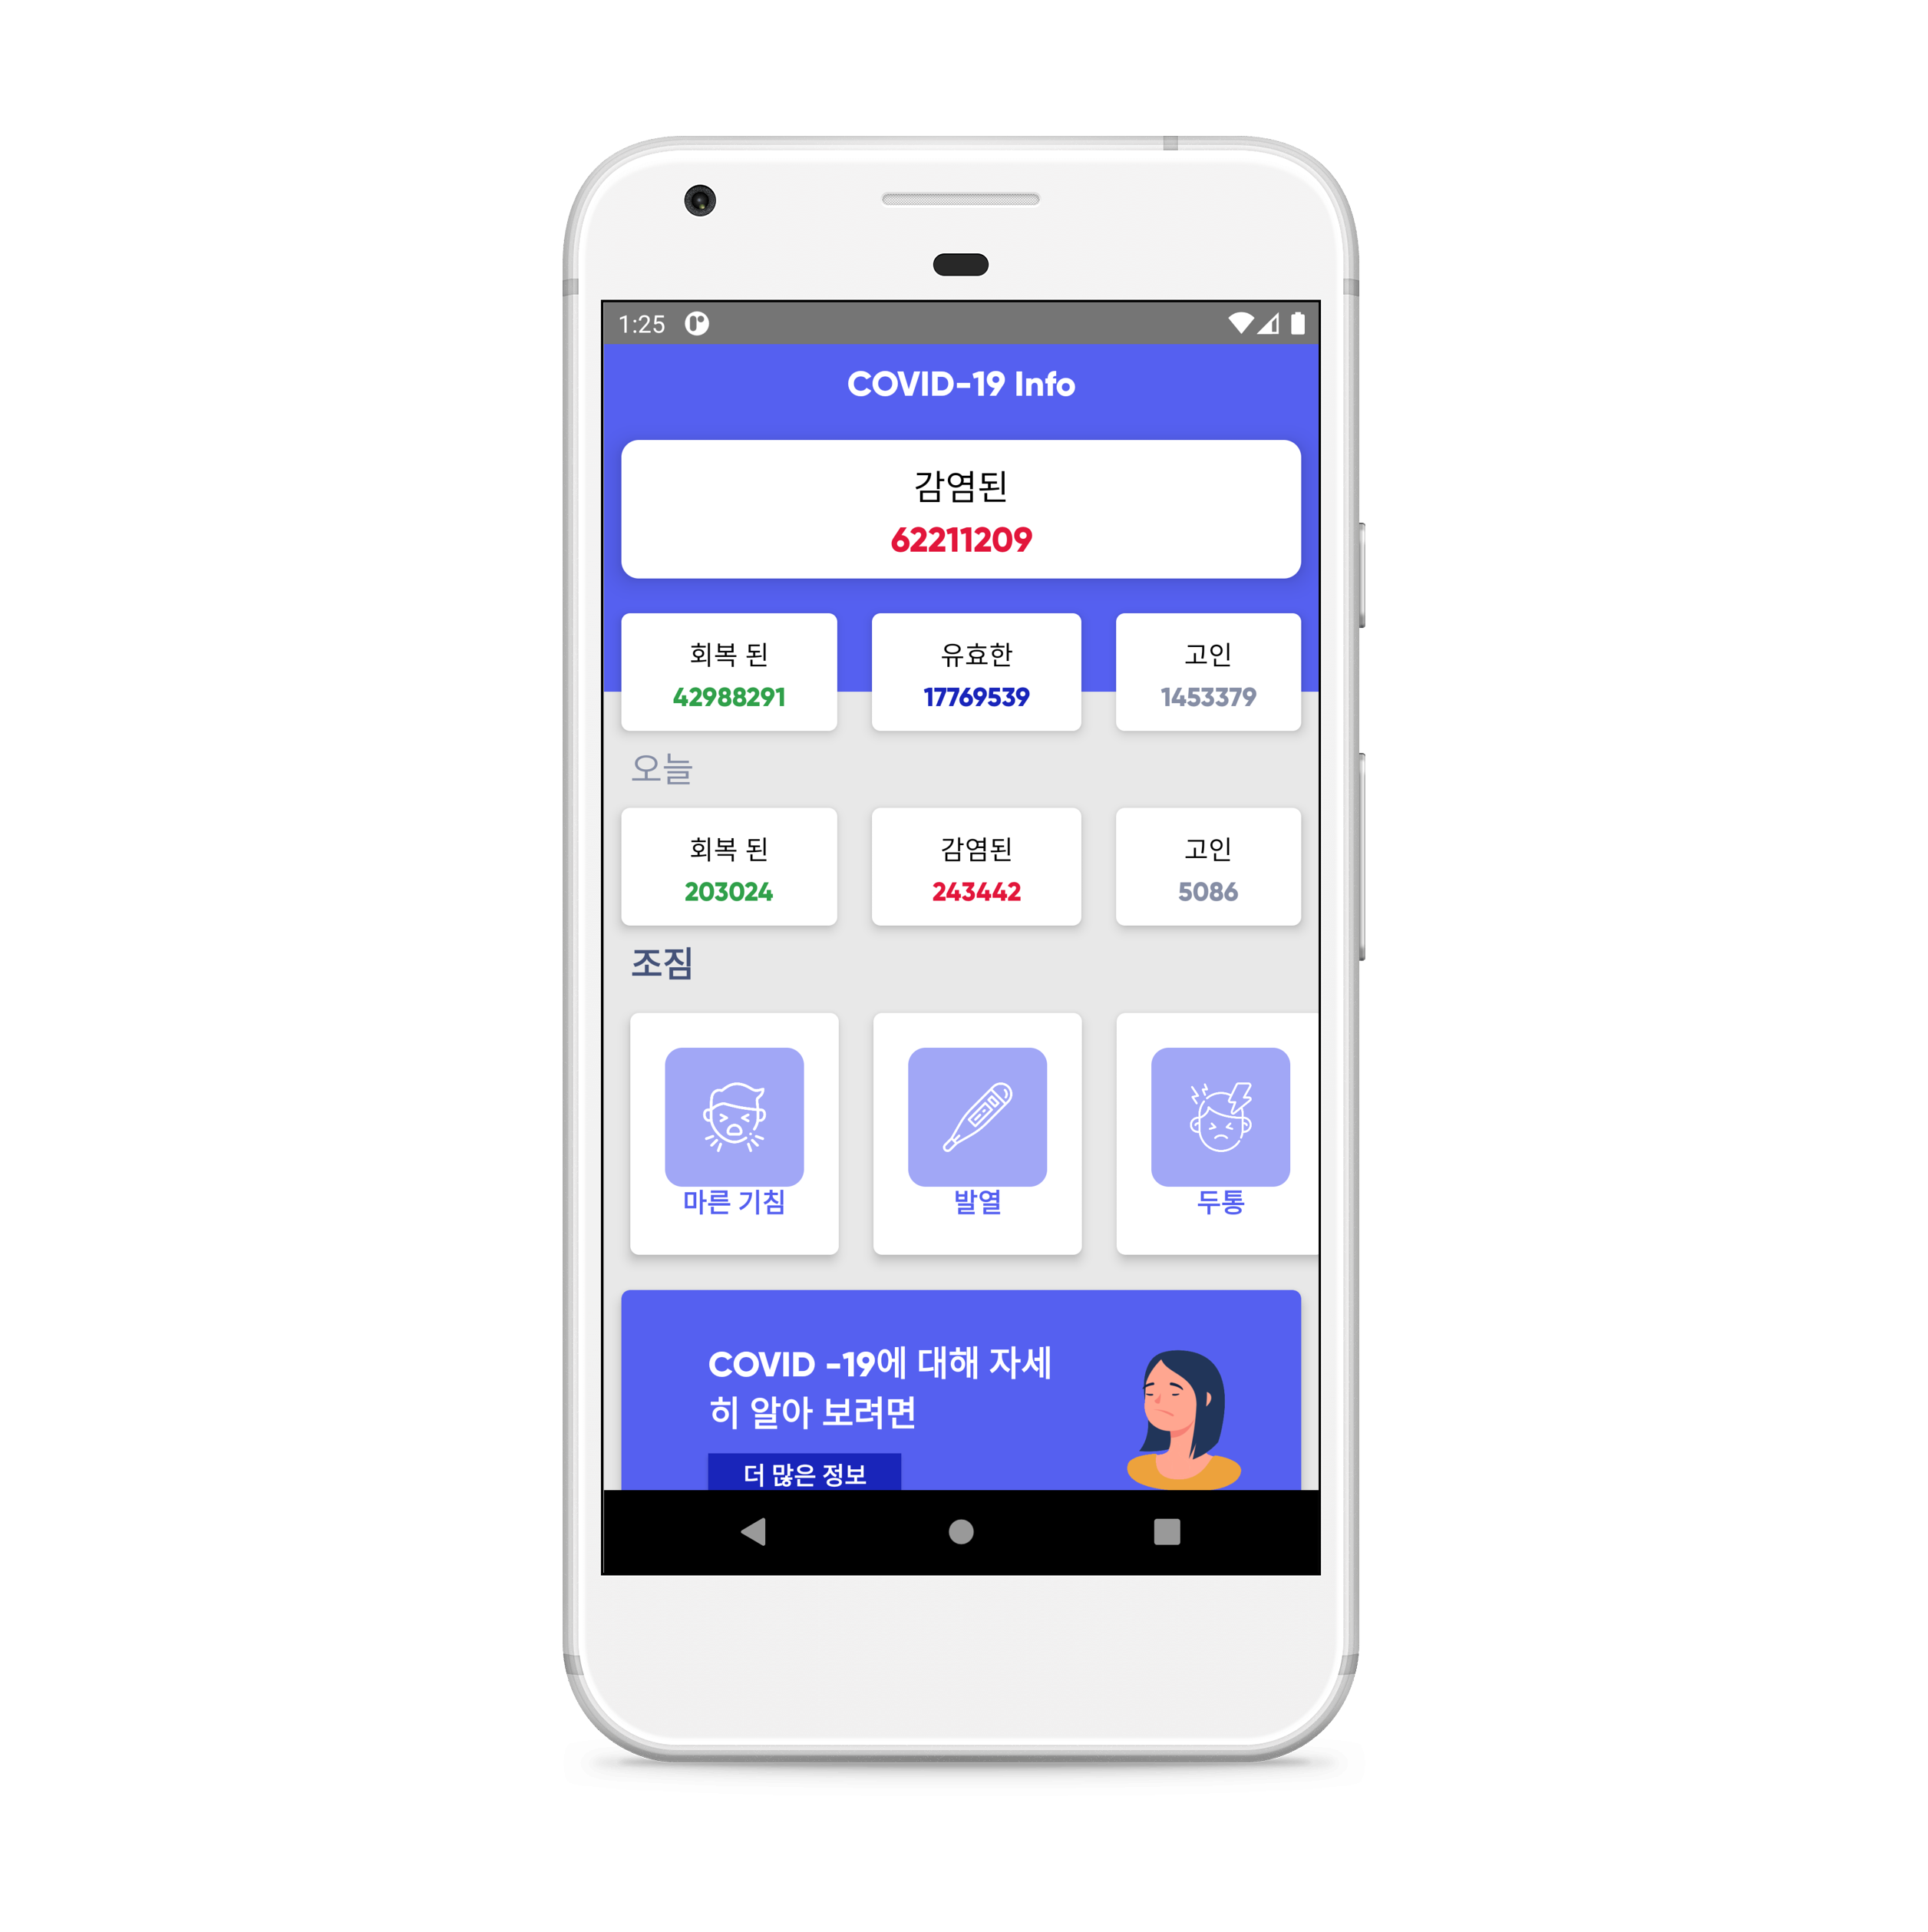 1:25
COVID-19 Info
감염된
62211209
회복 된 유효한 고인
42988291 17769539 1453379
오늘
회복 된 감염된 고인
203024 243442 5086
조짐
마른 기침 발열 두통
COVID -19에 대해 자세
히 알아 보려면
더 많은 정보